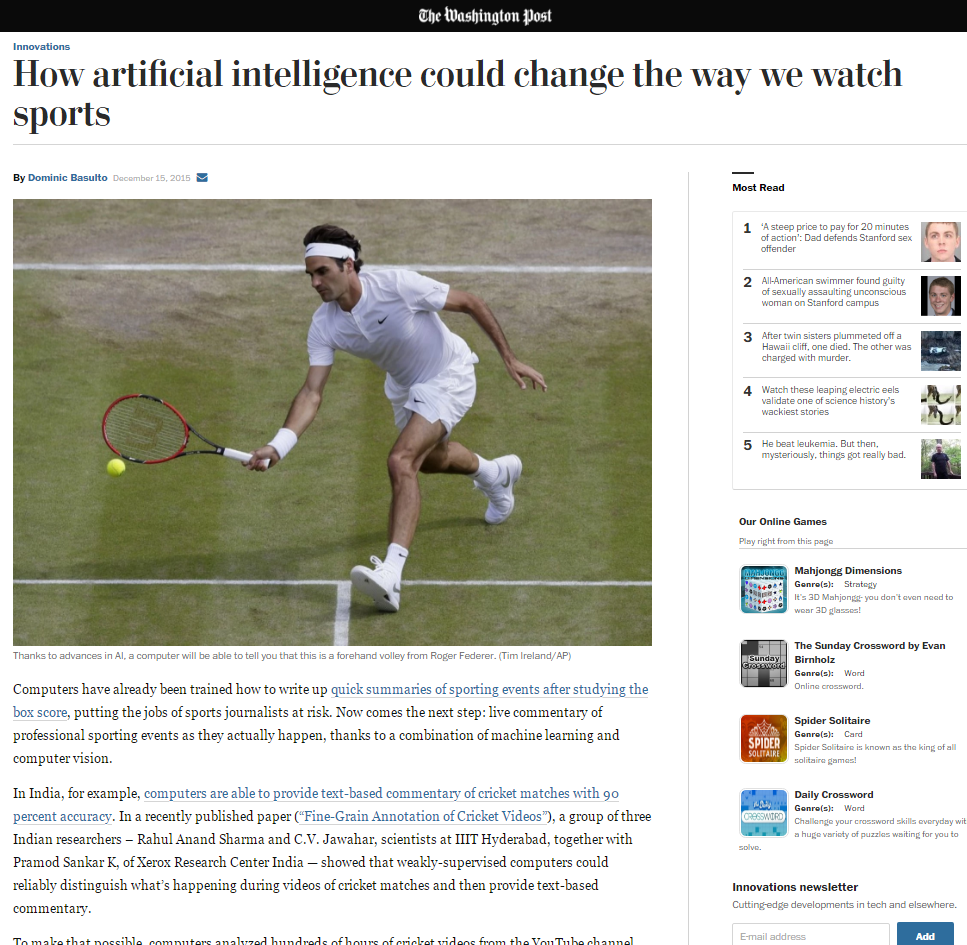 The Washington Post
Innovations
How artificial intelligence could change the way we watch
sports
By Dominic Basulto December 15, 2015
Thanks to advances in AI, a computer will be able to tell you that this is a forehand volley from Roger Federer. (Tim Ireland/AP)
Computers have already been trained how to write up quick summaries of sporting events after studying the
box score, putting the jobs of sports journalists at risk. Now comes the next step: live commentary of
professional sporting events as they actually happen, thanks to a combination of machine learning and
computer vision.
In India, for example, computers are able to provide text-based commentary of cricket matches with 90
percent accuracy. In a recently published paper (“Fine-Grain Annotation of Cricket Videos”), a group of three
Indian researchers – Rahul Anand Sharma and C.V. Jawahar, scientists at IIIT Hyderabad, together with
Pramod Sankar K, of Xerox Research Center India — showed that weakly-supervised computers could
reliably distinguish what’s happening during videos of cricket matches and then provide text-based
commentary.
To make that possible, computers analyzed hundreds of hours of cricket videos from the YouTube channel
Most Read
1 ‘A steep price to pay for 20 minutes
of action’: Dad defends Stanford sex
offender
2 All-American swimmer found guilty
of sexually assaulting unconscious
woman on Stanford campus
3 After twin sisters plummeted off a
Hawaii cliff, one died. The other was
charged with murder.
4 Watch these leaping electric eels
validate one of science history's
wackiest stories
5 He beat leukemia. But then,
mysteriously, things got really bad.
Our Online Games
Play right from this page
Mahjongg Dimensions
Genre(s): Strategy
It's 3D Mahjongg- you don't even need to
wear 3D glasses!
Sunday
Crossword
The Sunday Crossword by Evan
Birnholz
Genre(s): Word
Online crossword.
SPIDER
SOLITAIRE
Spider Solitaire
Genre(s): Card
Spider Solitaire is known as the king of all
solitaire games!
CROSSWORD
Daily Crossword
Genre(s): Word
Challenge your crossword skills everyday wit
a huge variety of puzzles waiting for you to
solve.
Innovations newsletter
Cutting-edge developments in tech and elsewhere.
E-mail address
Add